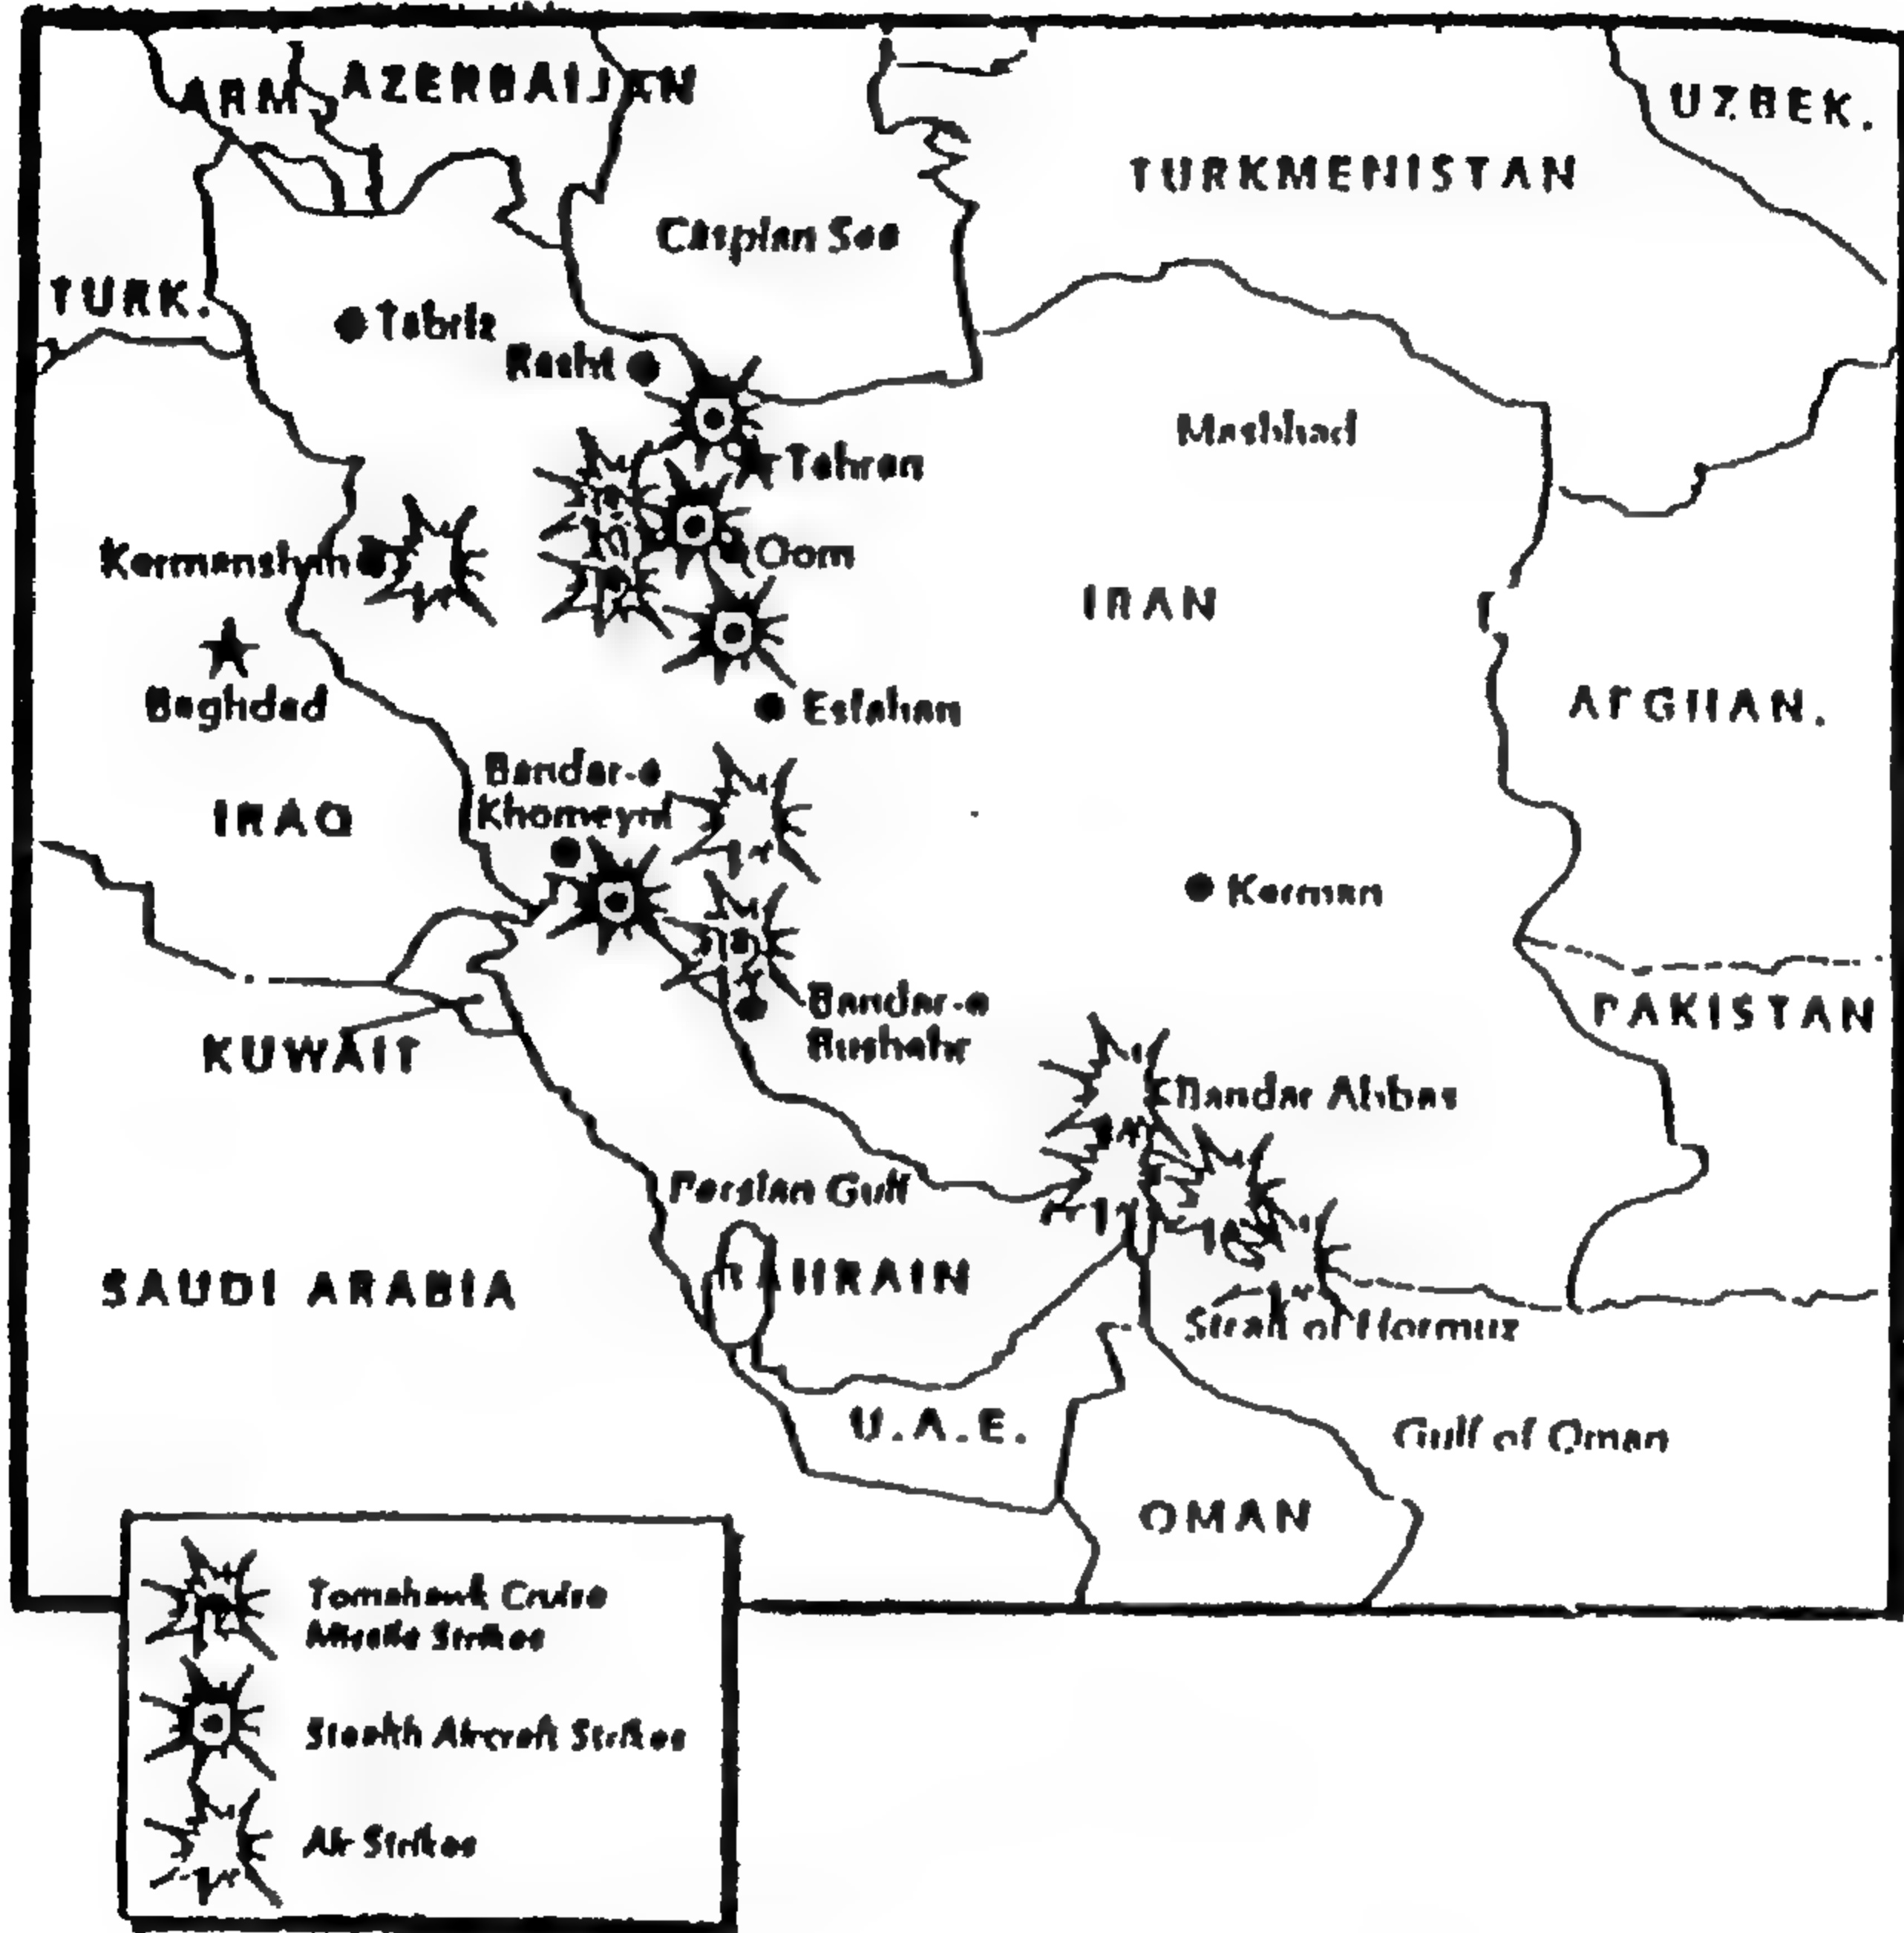 ARM.
AZERBAIJAN
UZBEK.
TURKMENISTAN
Caspian Sea
TURK.
Tabriz
Rasht
Mashhad
Tehran
Kermanshah
Qom
IRAN
Baghdad
Esfahan
AFGHAN.
Bandar-e
Khomeyni
IRAQ
Kerman
Bandar-e
Bushehr
PAKISTAN
KUWAIT
Bandar Abbas
Persian Gulf
SAUDI ARABIA
BAHRAIN
Strait of Hormuz
U.A.E.
Gulf of Oman
OMAN
Tomahawk Cruise
Missile Strikes
Stealth Aircraft Strikes
Air Strikes